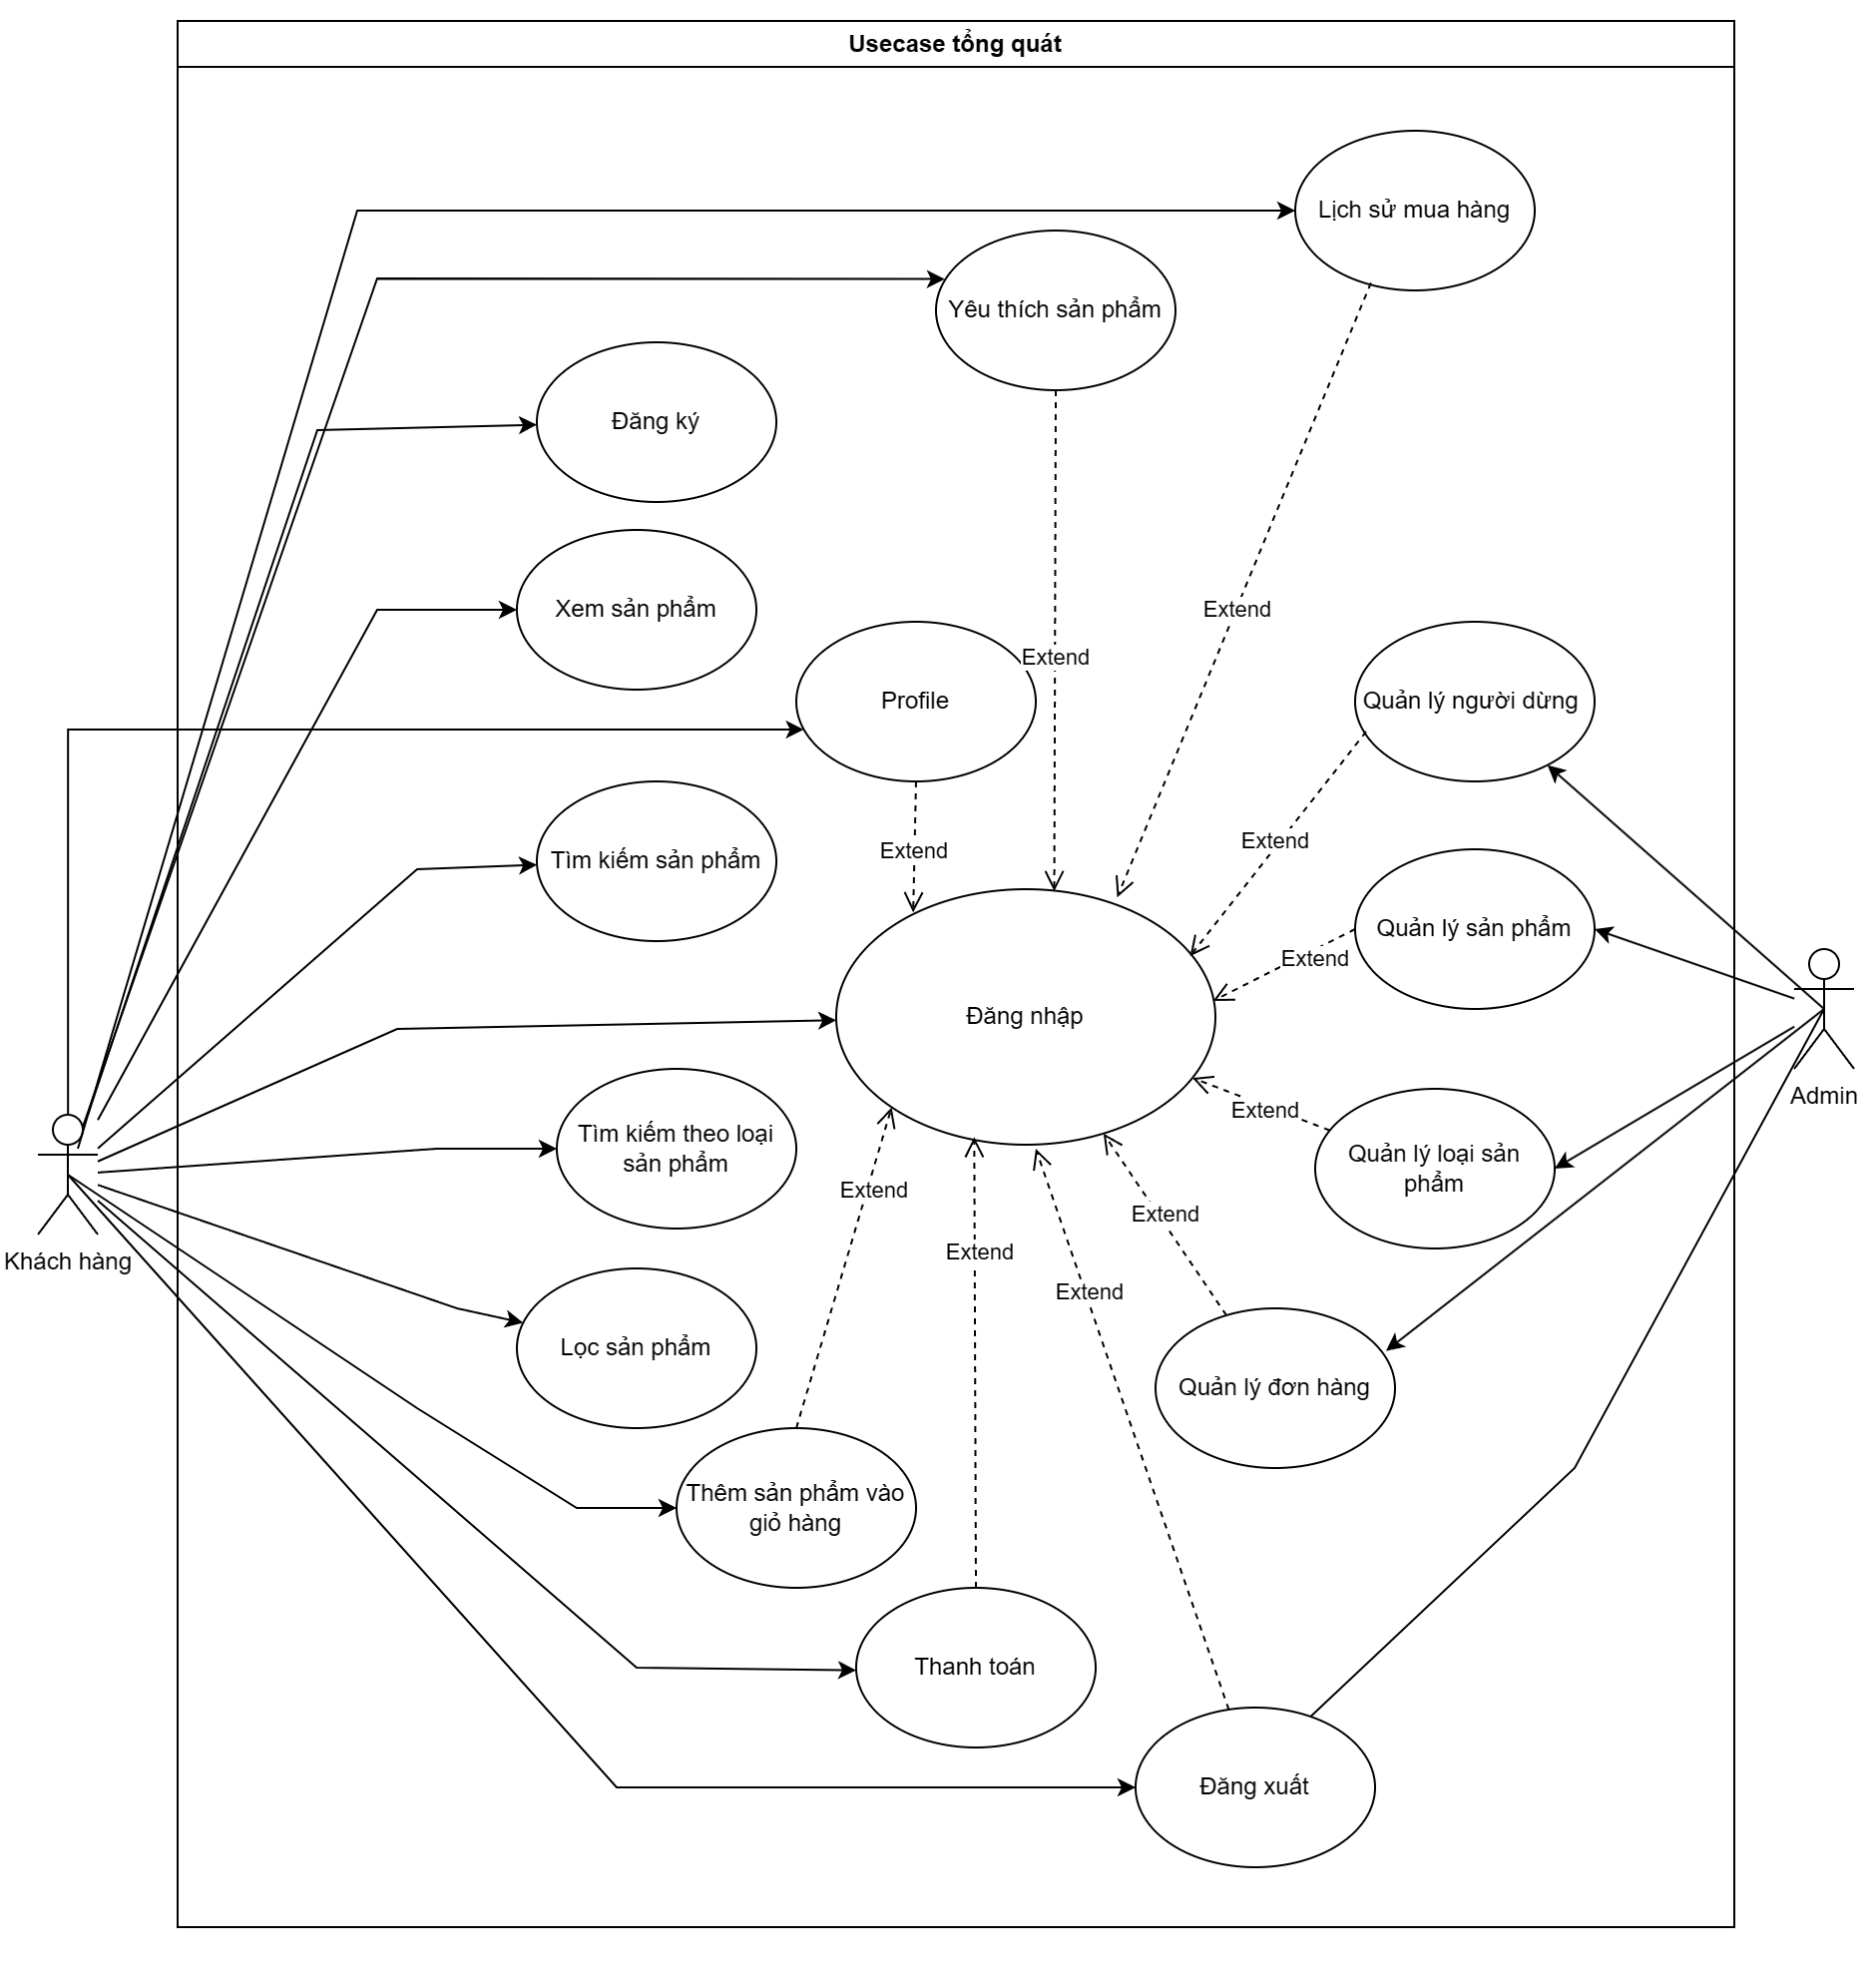 Usecase tổng quát
Lịch sử mua hàng
Yêu thích sản phẩm
Đăng ký
Xem sản phẩm
Extend
Extend
Profile
Quản lý người dừng
Extend
Extend
Tìm kiếm sản phẩm
Quản lý sản phẩm
Extend
Đăng nhập
Admin
Extend
Tìm kiếm theo loại
sản phẩm
Quản lý loại sản
phẩm
Extend
Extend
Khách hàng
Extend
Extend
Lọc sản phẩm
Quản lý đơn hàng
Thêm sản phẩm vào
giỏ hàng
Thanh toán
Đăng xuất